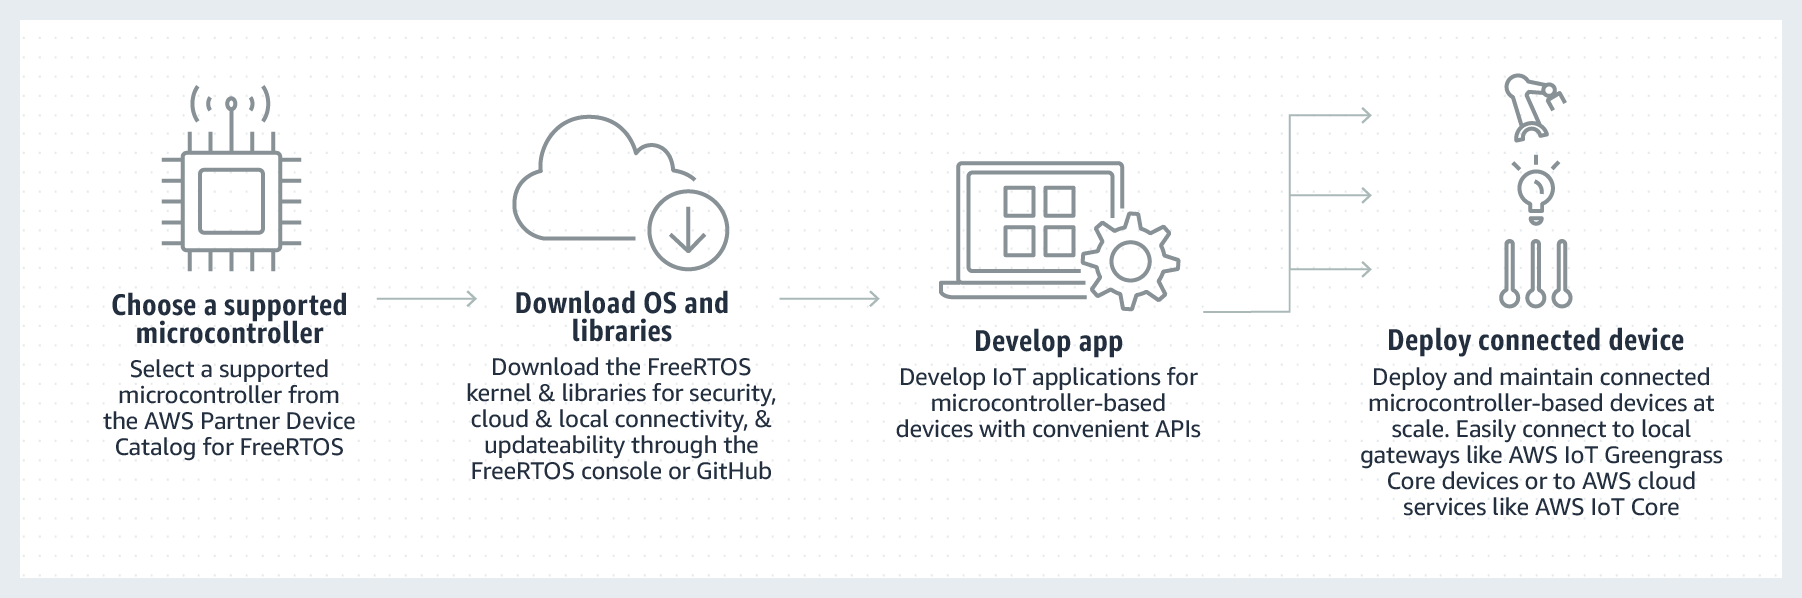 Choose a supported
microcontroller
Select a supported
microcontroller from
the AWS Partner Device
Catalog for FreeRTOS
Download OS and
libraries
Download the FreeRTOS
kernel & libraries for security,
cloud & local connectivity, &
updateability through the
FreeRTOS console or GitHub
Develop app
Develop IoT applications for
microcontroller-based
devices with convenient APIs
Deploy connected device
Deploy and maintain connected
microcontroller-based devices at
scale. Easily connect to local
gateways like AWS IoT Greengrass
Core devices or to AWS cloud
services like AWS IoT Core